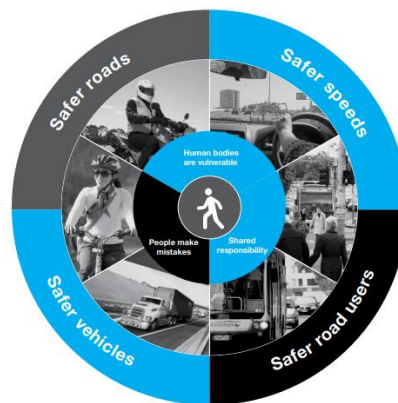 Safer roads
Safer speeds
Human bodies
are vulnerable
People make
mistakes
Shared
responsibility
Safer vehicles
Safer road users